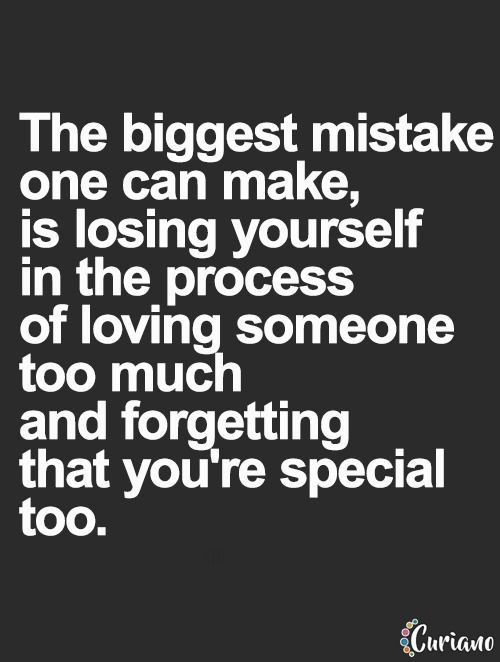 The biggest mistake
one can make,
is losing yourself
in the process
of loving someone
too much
and forgetting
that you're special
too.
Curiano